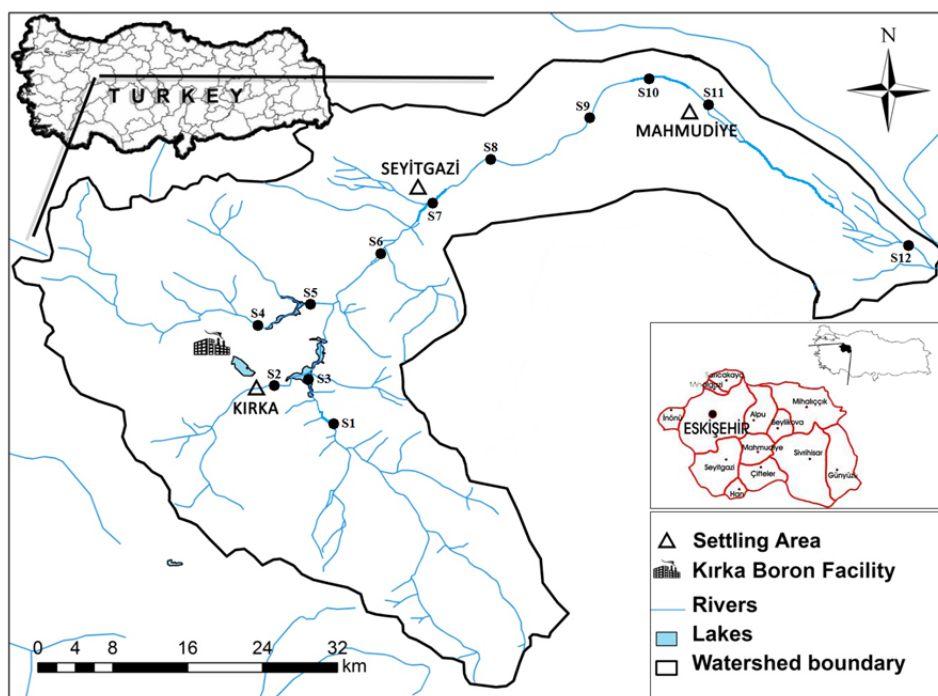 TURKEY
N
S10
S11
S9
MAHMUDİYE
S8
SEYİTGAZİ
S7
S6
S12
S5
S4
S2
S3
KIRKA
S1
Mihalıççık
İnönü
Alpu
ESKİŞEHİR
Beylikova
Mahmudiye
Sivrihisar
Seyitgazi
Çifteler
Günyüzü
Han
Settling Area
Kırka Boron Facility
Rivers
Lakes
Watershed boundary
0 4 8 16 24 32
km